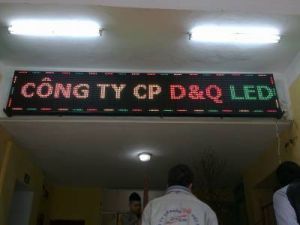 CÔNG TY CP D&Q LED